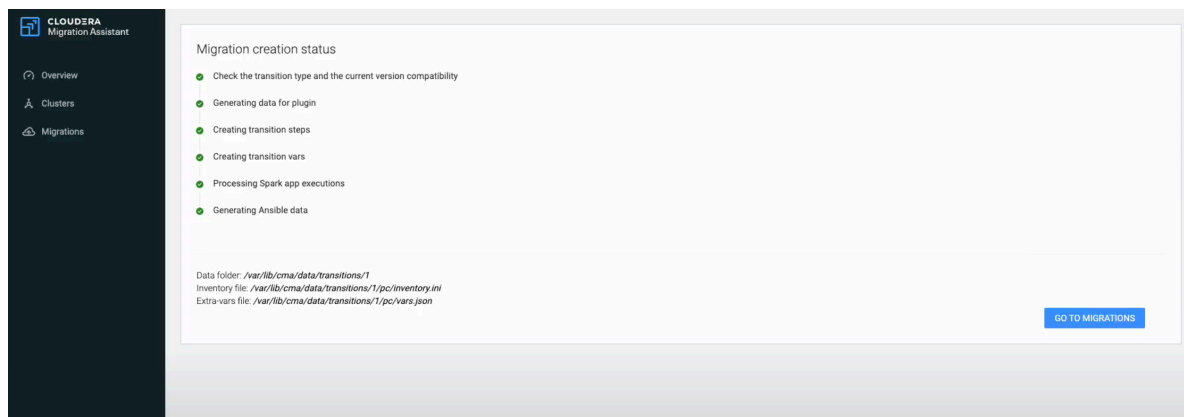 CLOUDERA
Migration Assistant
Overview
Clusters
Migrations
Migration creation status
Check the transition type and the current version compatibility
Generating data for plugin
Creating transition steps
Creating transition vars
Processing Spark app executions
Generating Ansible data
Data folder: /var/lib/cma/data/transitions/1
Inventory file: /var/lib/cma/data/transitions/1/pc/inventory.ini
Extra-vars file: /var/lib/cma/data/transitions/1/pc/vars.json
GO TO MIGRATIONS